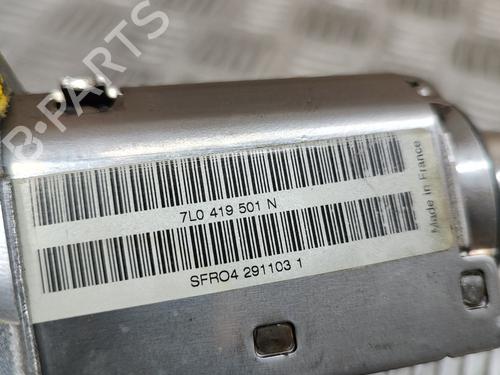 B-PARTS
7L0 419 501 N
SFRO4 291103 1
Made in France